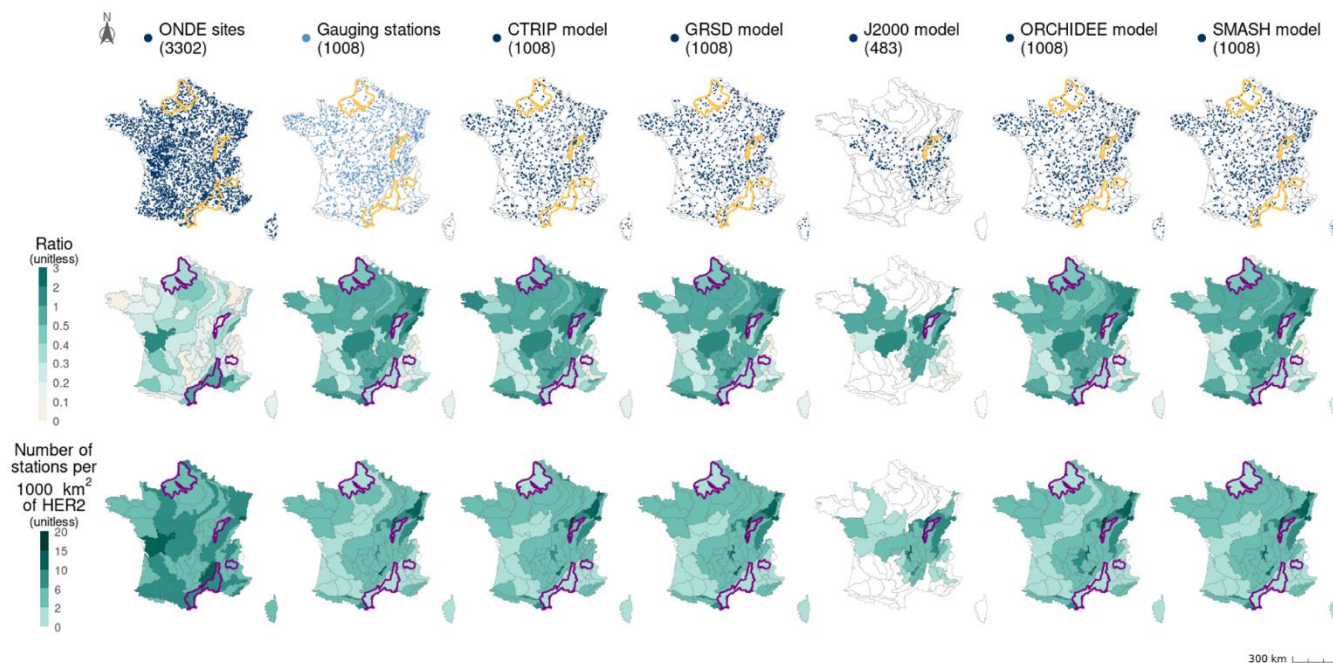 N
ONDE sites
(3302)
Gauging stations
(1008)
CTRIP model
(1008)
GRSD model
(1008)
J2000 model
(483)
ORCHIDEE model
(1008)
SMASH model
(1008)
Ratio
(unitless)
3
2
1
0.5
0.4
0.3
0.2
0.1
0
Number of
stations per
1000 km²
of HER2
(unitless)
20
15
10
6
2
0
300 km